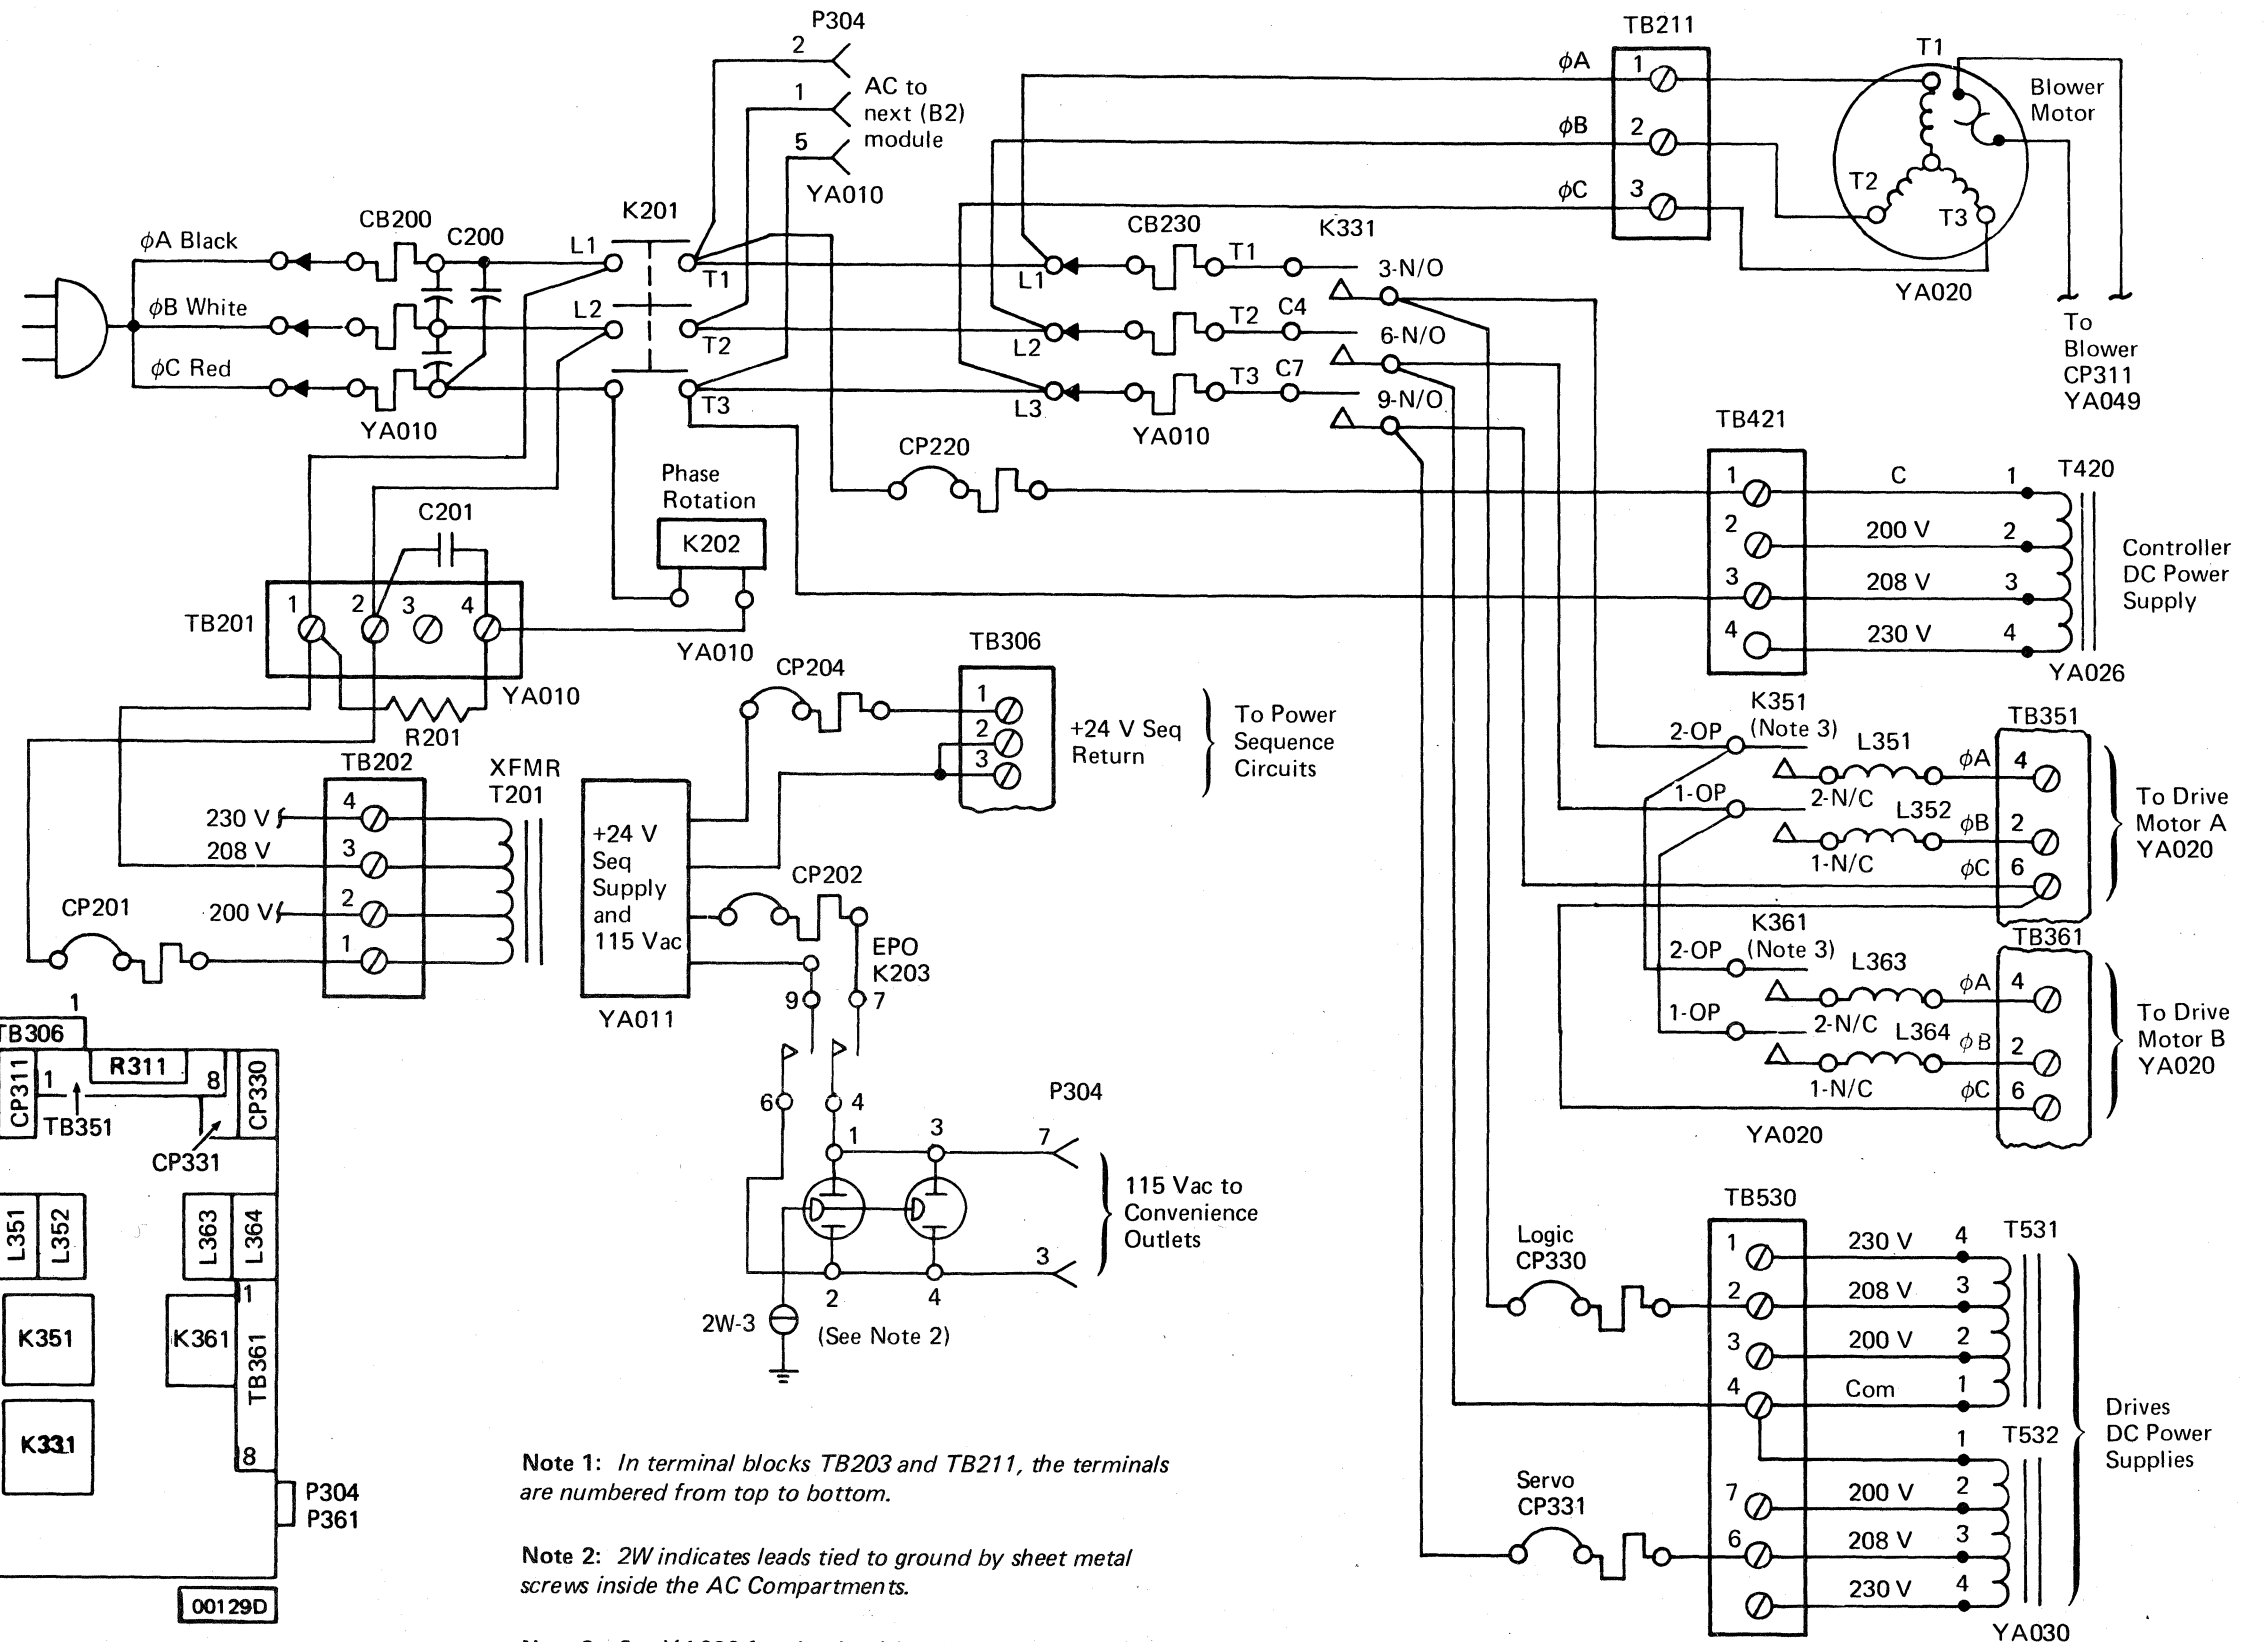 P304
2
1
5
AC to
next (B2)
module
YA010
TB211
ϕA
1
ϕB
2
ϕC
3
T1
Blower
Motor
T2
T3
YA020
To
Blower
CP311
YA049
ϕA Black
ϕB White
ϕC Red
CB200
C200
YA010
K201
L1
L2
T1
T2
T3
L1
L2
L3
CB230
T1
T2
T3
YA010
K331
C4
C7
3-N/O
6-N/O
9-N/O
CP220
Phase
Rotation
K202
YA010
C201
TB201
1
2
3
4
YA010
R201
TB421
1
2
3
4
C
200 V
208 V
230 V
1
2
3
4
T420
Controller
DC Power
Supply
YA026
TB202
4
3
2
1
230 V
208 V
200 V
CP201
XFMR
T201
+24 V
Seq
Supply
and
115 Vac
YA011
CP204
TB306
1
2
3
+24 V Seq
Return
To Power
Sequence
Circuits
CP202
EPO
K203
9
7
6
4
1
3
2
4
P304
7
3
115 Vac to
Convenience
Outlets
2W-3
(See Note 2)
K351
(Note 3)
2-OP
1-OP
L351
2-N/C
L352
1-N/C
ϕA
ϕB
ϕC
TB351
4
2
6
To Drive
Motor A
YA020
K361
(Note 3)
2-OP
1-OP
L363
2-N/C
L364
1-N/C
ϕA
ϕB
ϕC
TB361
4
2
6
To Drive
Motor B
YA020
YA020
TB530
1
2
3
4
7
6
Logic
CP330
Servo
CP331
230 V
208 V
200 V
Com
4
3
2
1
T531
1
2
3
4
T532
200 V
208 V
230 V
Drives
DC Power
Supplies
YA030
1
TB306
CP311
1
R311
8
CP330
TB351
CP331
L351
L352
L363
L364
K351
K361
1
TB361
8
K331
P304
P361
00129D
Note 1: In terminal blocks TB203 and TB211, the terminals
are numbered from top to bottom.
Note 2: 2W indicates leads tied to ground by sheet metal
screws inside the AC Compartments.